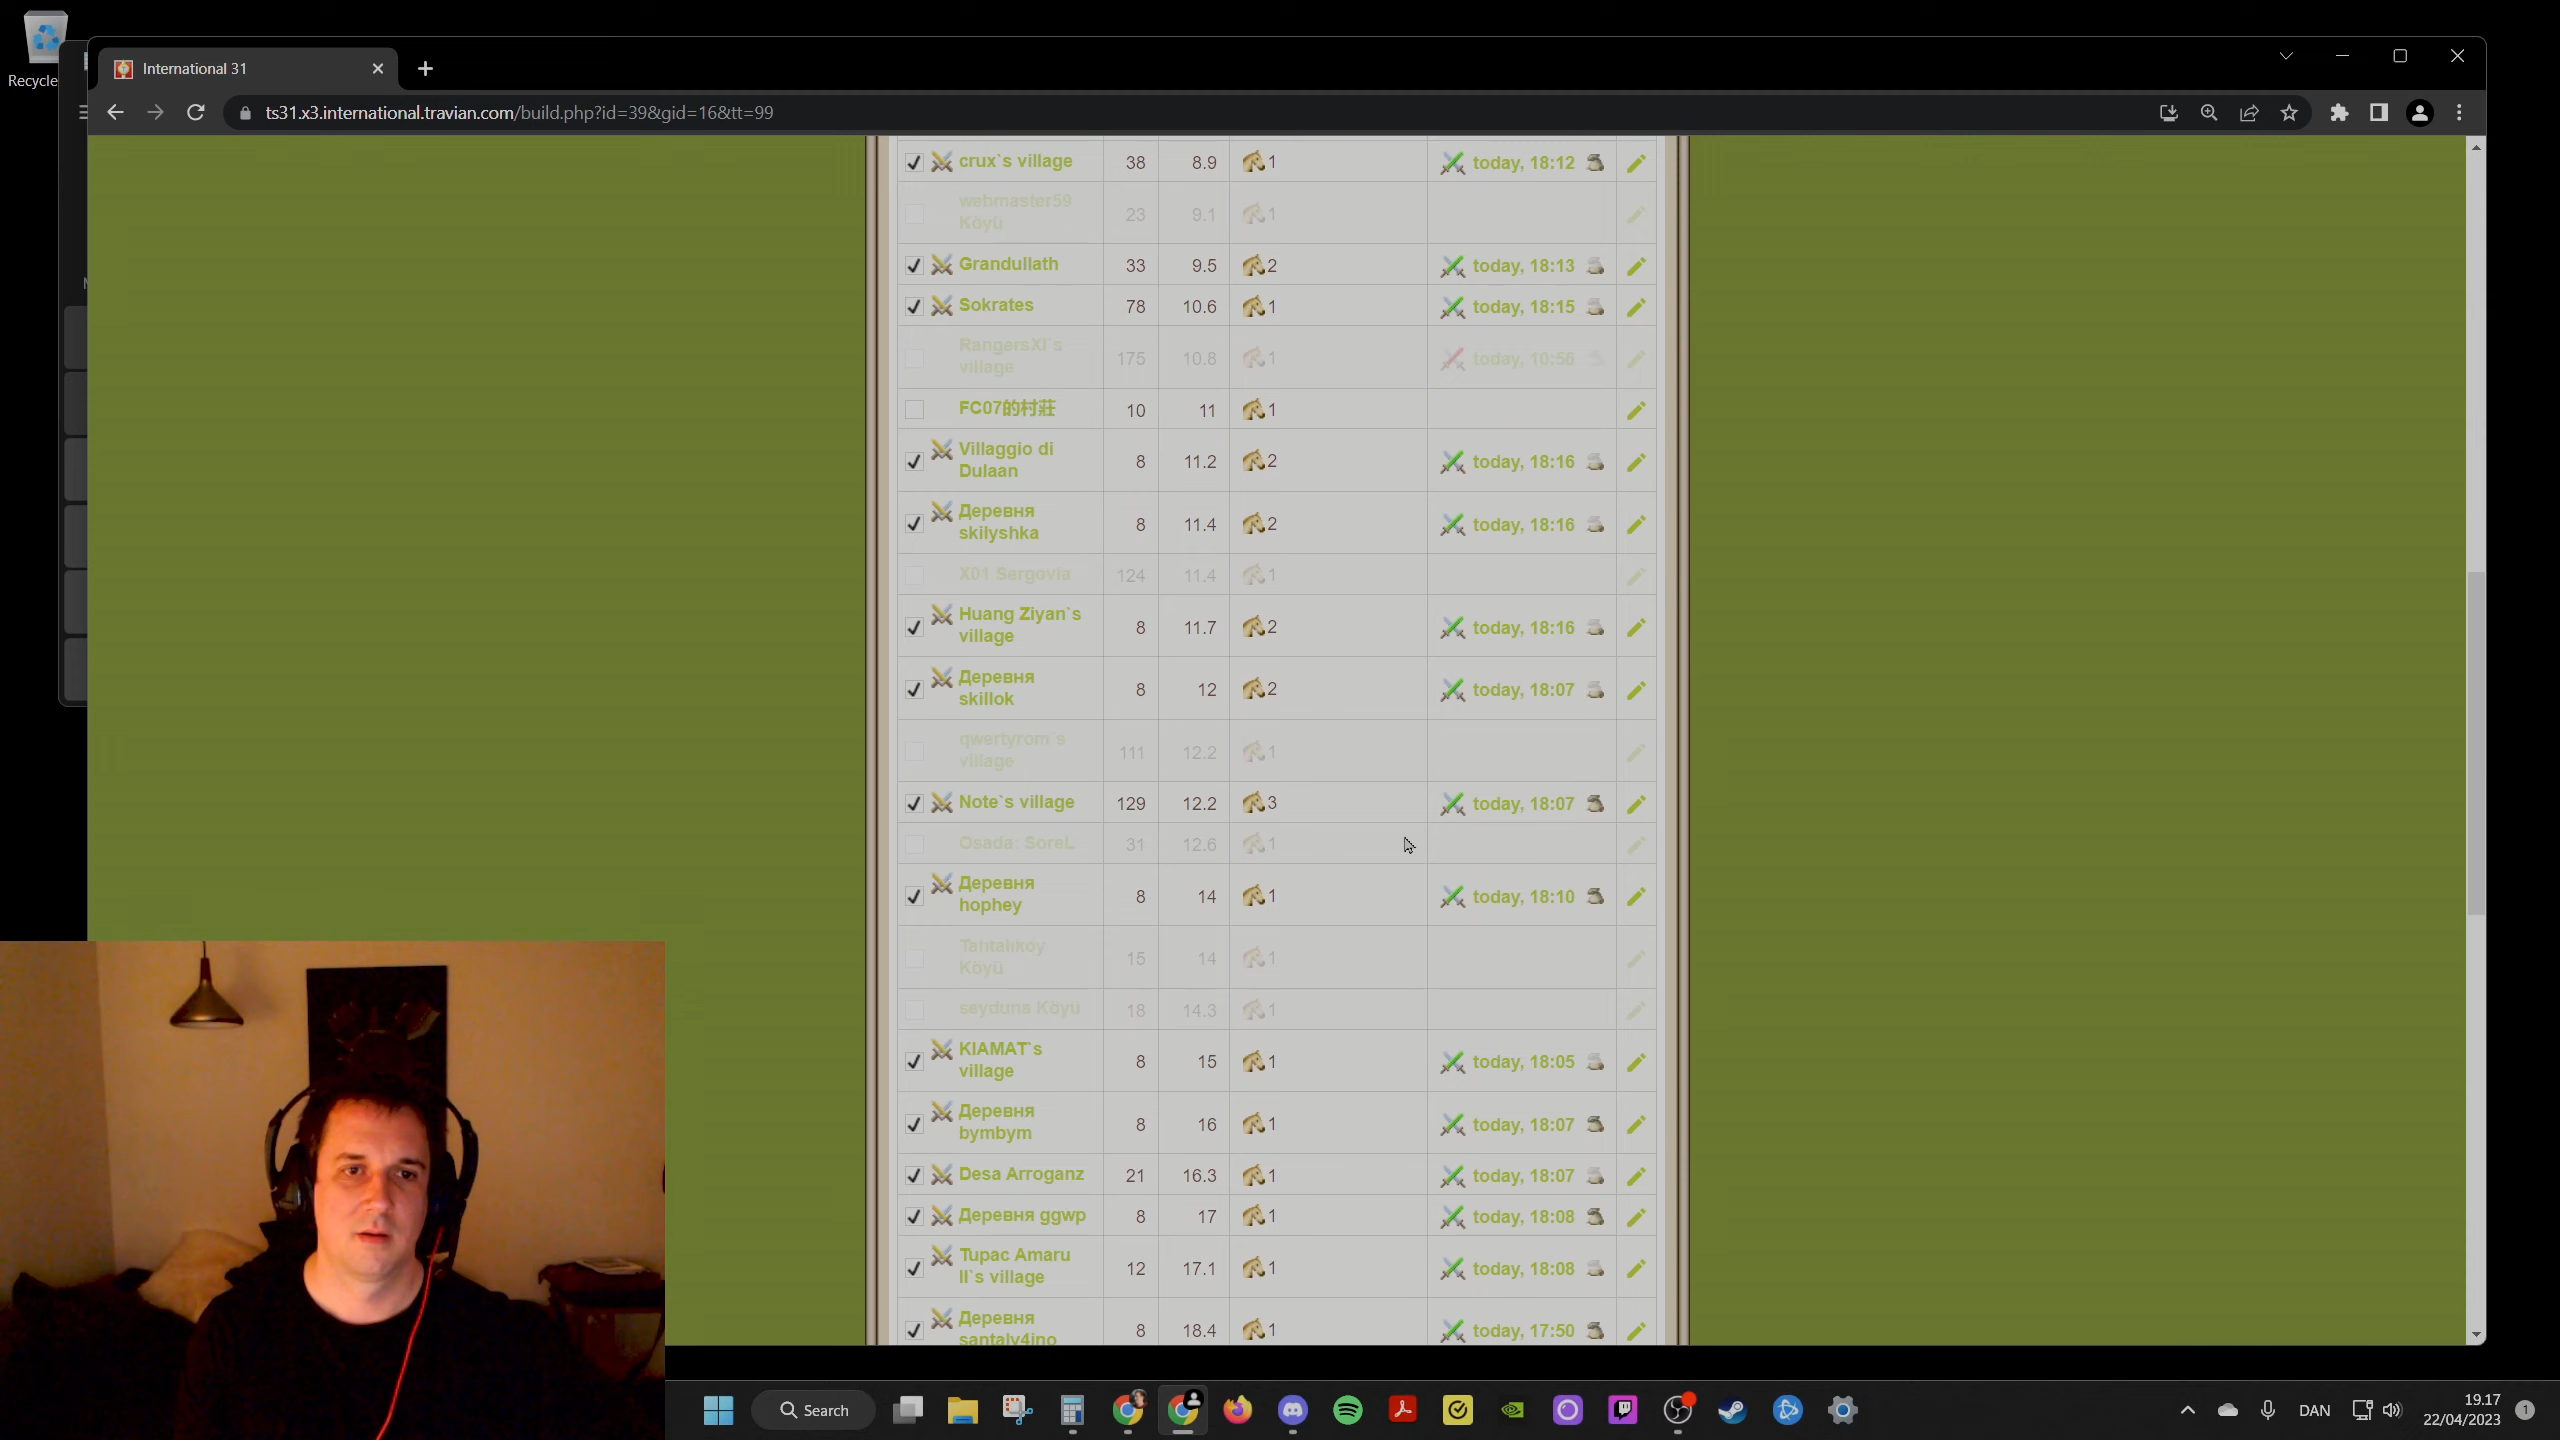 Recycle
International 31
ts31.x3.international.travian.com/build.php?id=39&gid=16&tt=99
crux`s village 38 8.9 1 today, 18:12
webmaster59
Köyü
23 9.1 1
Grandullath 33 9.5 2 today, 18:13
Sokrates 78 10.6 1 today, 18:15
RangersXI`s
village
175 10.8 1 today, 10:56
FC07的村莊 10 11 1
Villaggio di
Dulaan
8 11.2 2 today, 18:16
Деревня
skilyshka
8 11.4 2 today, 18:16
X01 Sergovia 124 11.4 1
Huang Ziyan`s
village
8 11.7 2 today, 18:16
Деревня
skillok
8 12 2 today, 18:07
qwertyrom`s
village
111 12.2 1
Note`s village 129 12.2 3 today, 18:07
Osada: SoreL 31 12.6 1
Деревня
hophey
8 14 1 today, 18:10
Köyü
15 14 1
seyduna Köyü 18 14.3 1
KIAMAT`s
village
8 15 1 today, 18:05
Деревня
bymbym
8 16 1 today, 18:07
Desa Arroganz 21 16.3 1 today, 18:07
Деревня ggwp 8 17 1 today, 18:08
Tupac Amaru
II`s village
12 17.1 1 today, 18:08
Деревня
santaly4ino
8 18.4 1 today, 17:50
Search
DAN
19.17
22/04/2023
1